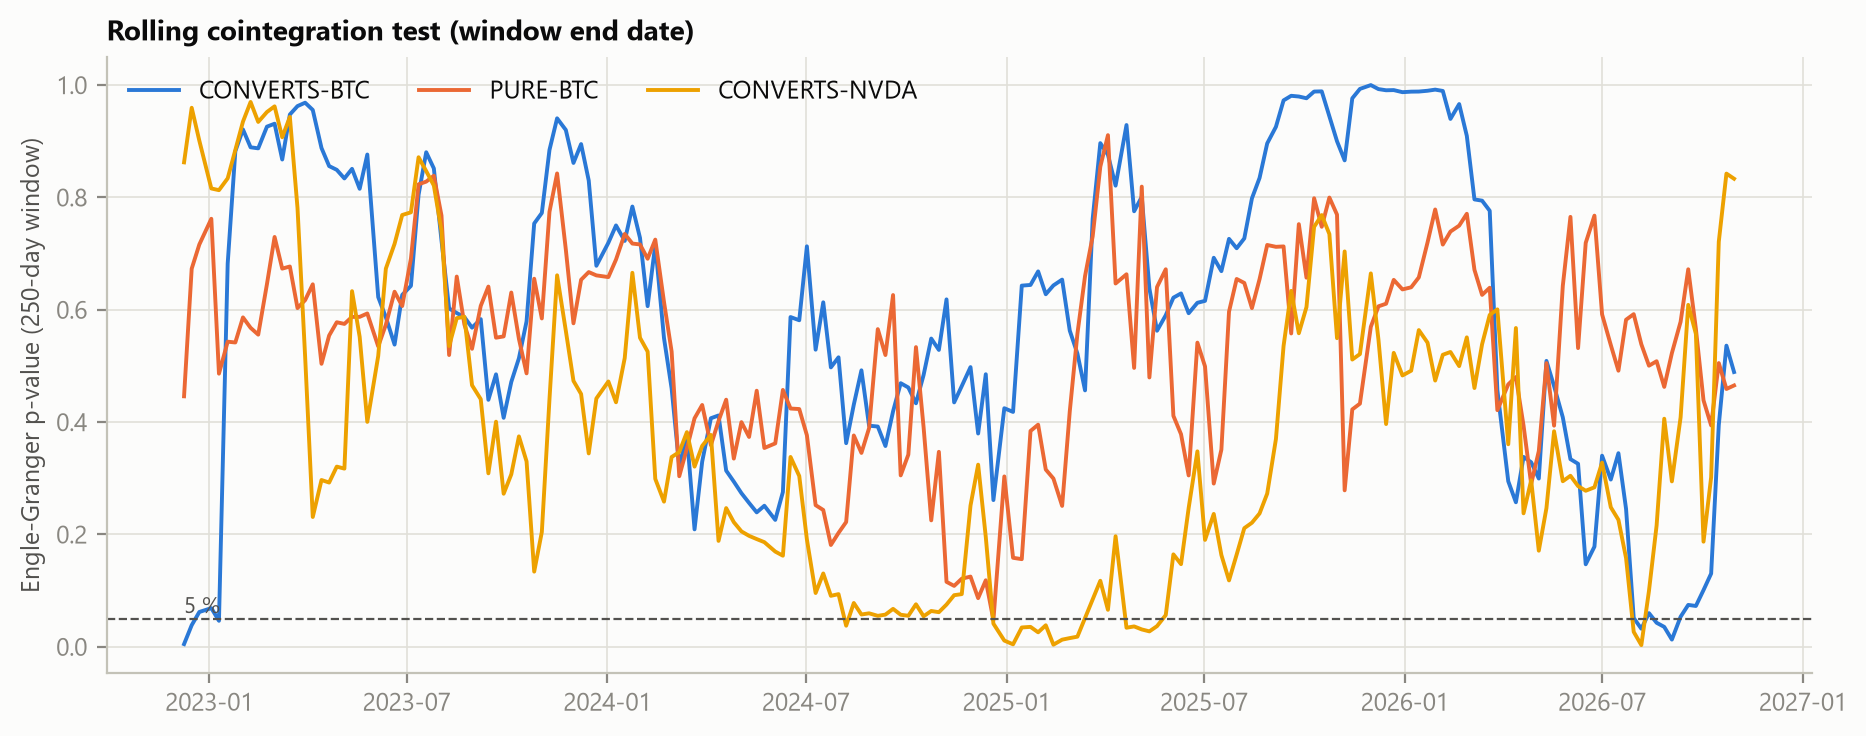 Rolling cointegration test (window end date)
CONVERTS-BTC PURE-BTC CONVERTS-NVDA
Engle-Granger p-value (250-day window)
1.0
0.8
0.6
0.4
0.2
0.0
5 %
2023-01 2023-07 2024-01 2024-07 2025-01 2025-07 2026-01 2026-07 2027-01